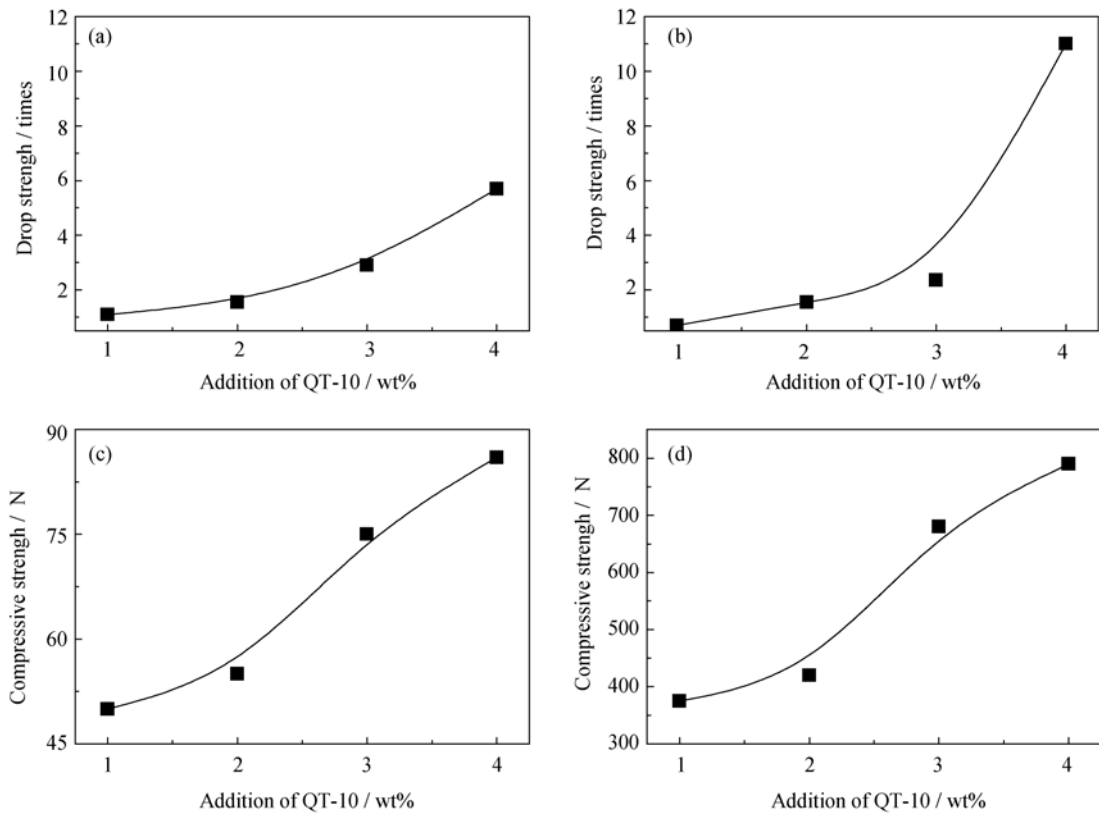 (a)
12
10
8
6
4
2
Drop strengh / times
1 2 3 4
Addition of QT-10 / wt%
(b)
12
10
8
6
4
2
Drop strengh / times
1 2 3 4
Addition of QT-10 / wt%
(c)
90
75
60
45
Compressive strengh / N
1 2 3 4
Addition of QT-10 / wt%
(d)
800
700
600
500
400
300
Compressive strengh / N
1 2 3 4
Addition of QT-10 / wt%